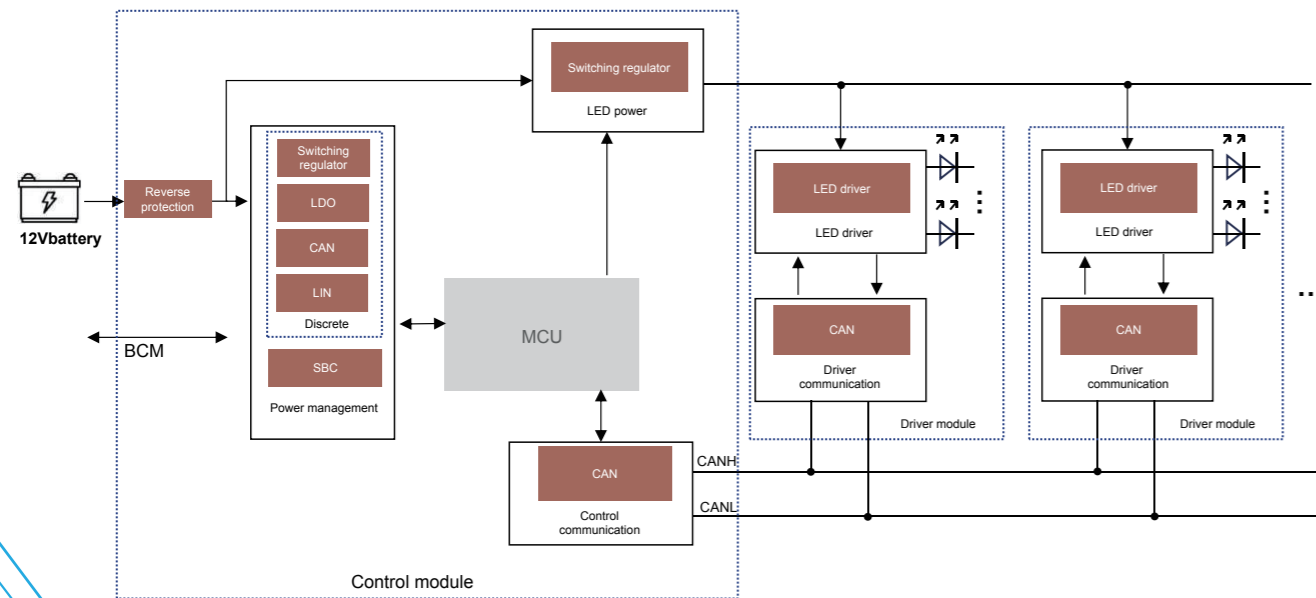 Switching regulator
LED power
Switching
regulator
LDO
CAN
LIN
Discrete
SBC
Power management
Reverse
protection
12Vbattery
BCM
MCU
CAN
Control
communication
CANH
CANL
Control module
LED driver
LED driver
CAN
Driver
communication
Driver module
LED driver
LED driver
CAN
Driver
communication
Driver module
...